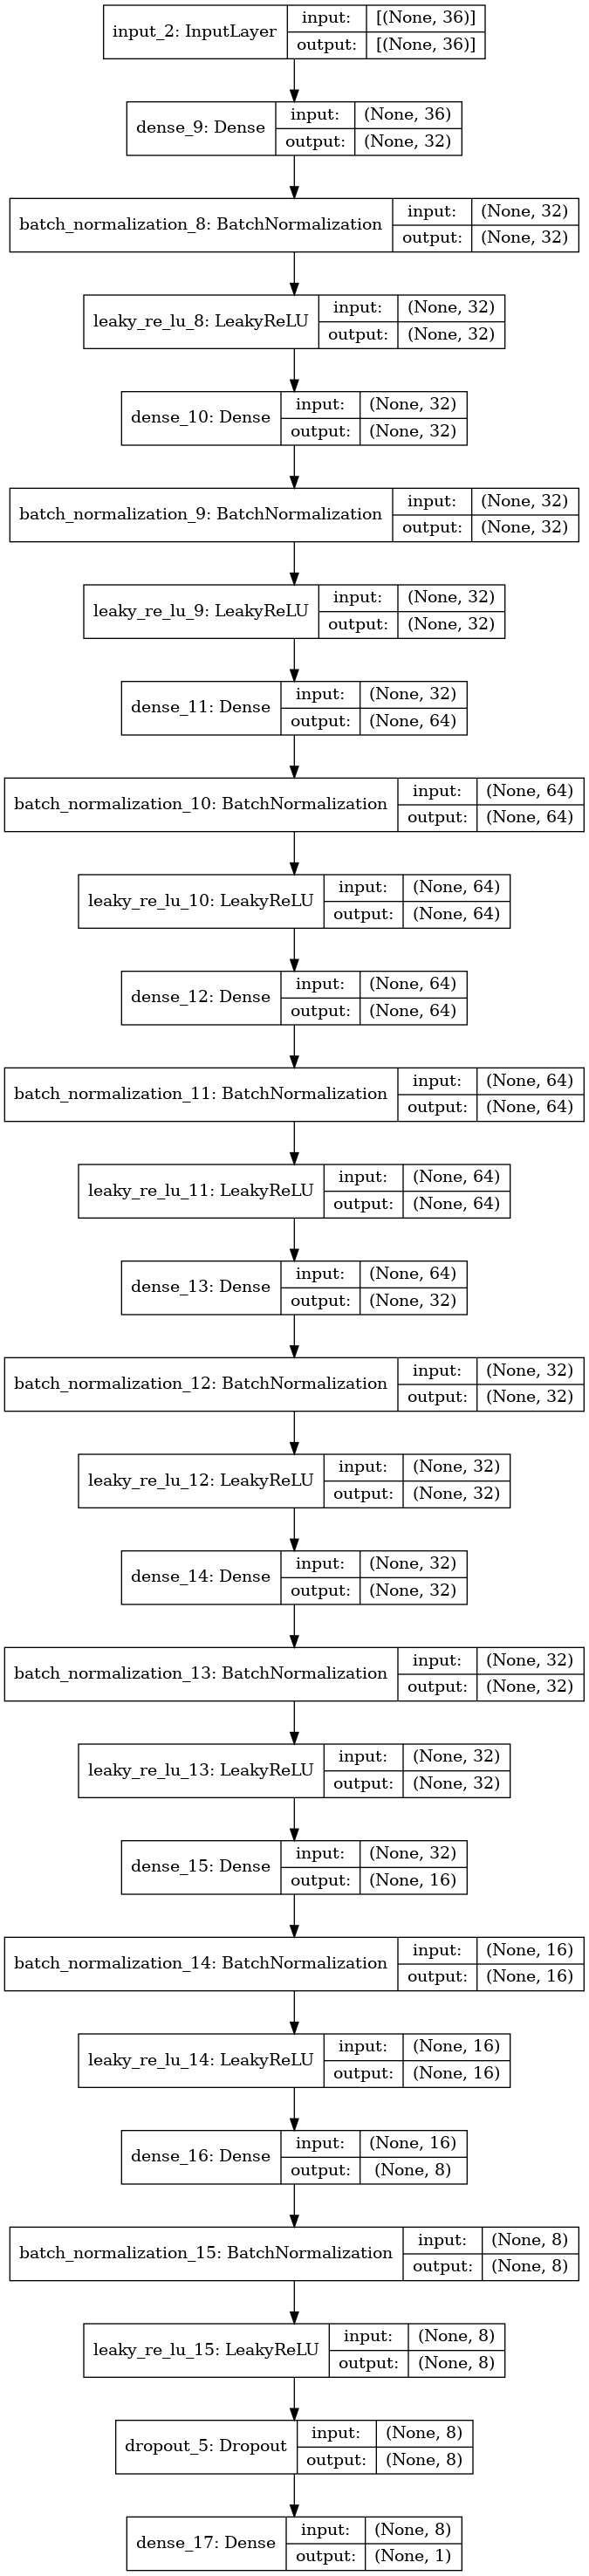 input_2: InputLayer input: [(None, 36)]
output: [(None, 36)]
dense_9: Dense input: (None, 36)
output: (None, 32)
batch_normalization_8: BatchNormalization input: (None, 32)
output: (None, 32)
leaky_re_lu_8: LeakyReLU input: (None, 32)
output: (None, 32)
dense_10: Dense input: (None, 32)
output: (None, 32)
batch_normalization_9: BatchNormalization input: (None, 32)
output: (None, 32)
leaky_re_lu_9: LeakyReLU input: (None, 32)
output: (None, 32)
dense_11: Dense input: (None, 32)
output: (None, 64)
batch_normalization_10: BatchNormalization input: (None, 64)
output: (None, 64)
leaky_re_lu_10: LeakyReLU input: (None, 64)
output: (None, 64)
dense_12: Dense input: (None, 64)
output: (None, 64)
batch_normalization_11: BatchNormalization input: (None, 64)
output: (None, 64)
leaky_re_lu_11: LeakyReLU input: (None, 64)
output: (None, 64)
dense_13: Dense input: (None, 64)
output: (None, 32)
batch_normalization_12: BatchNormalization input: (None, 32)
output: (None, 32)
leaky_re_lu_12: LeakyReLU input: (None, 32)
output: (None, 32)
dense_14: Dense input: (None, 32)
output: (None, 32)
batch_normalization_13: BatchNormalization input: (None, 32)
output: (None, 32)
leaky_re_lu_13: LeakyReLU input: (None, 32)
output: (None, 32)
dense_15: Dense input: (None, 32)
output: (None, 16)
batch_normalization_14: BatchNormalization input: (None, 16)
output: (None, 16)
leaky_re_lu_14: LeakyReLU input: (None, 16)
output: (None, 16)
dense_16: Dense input: (None, 16)
output: (None, 8)
batch_normalization_15: BatchNormalization input: (None, 8)
output: (None, 8)
leaky_re_lu_15: LeakyReLU input: (None, 8)
output: (None, 8)
dropout_5: Dropout input: (None, 8)
output: (None, 8)
dense_17: Dense input: (None, 8)
output: (None, 1)